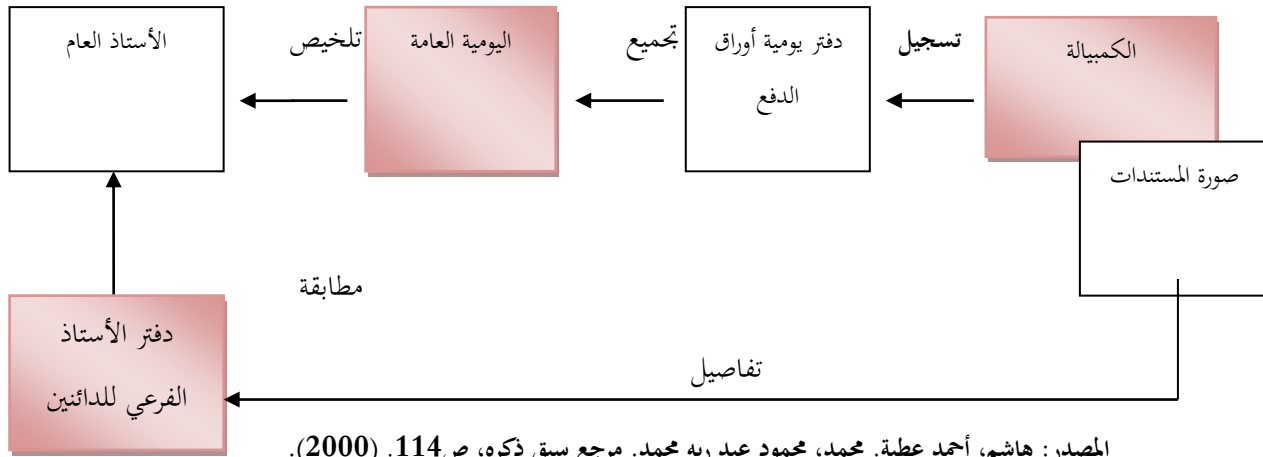 الكمبيالة
تسجيل
دفتر يومية أوراق
الدفع
تجميع
اليومية العامة
تلخيص
الأستاذ العام
صورة المستندات
مطابقة
دفتر الأستاذ
الفرعي للدائنين
تفاصيل
المصدر: هاشم، أحمد عطية. محمد، محمود عبد ربه محمد. مرجع سبق ذكره، ص114. (2000).